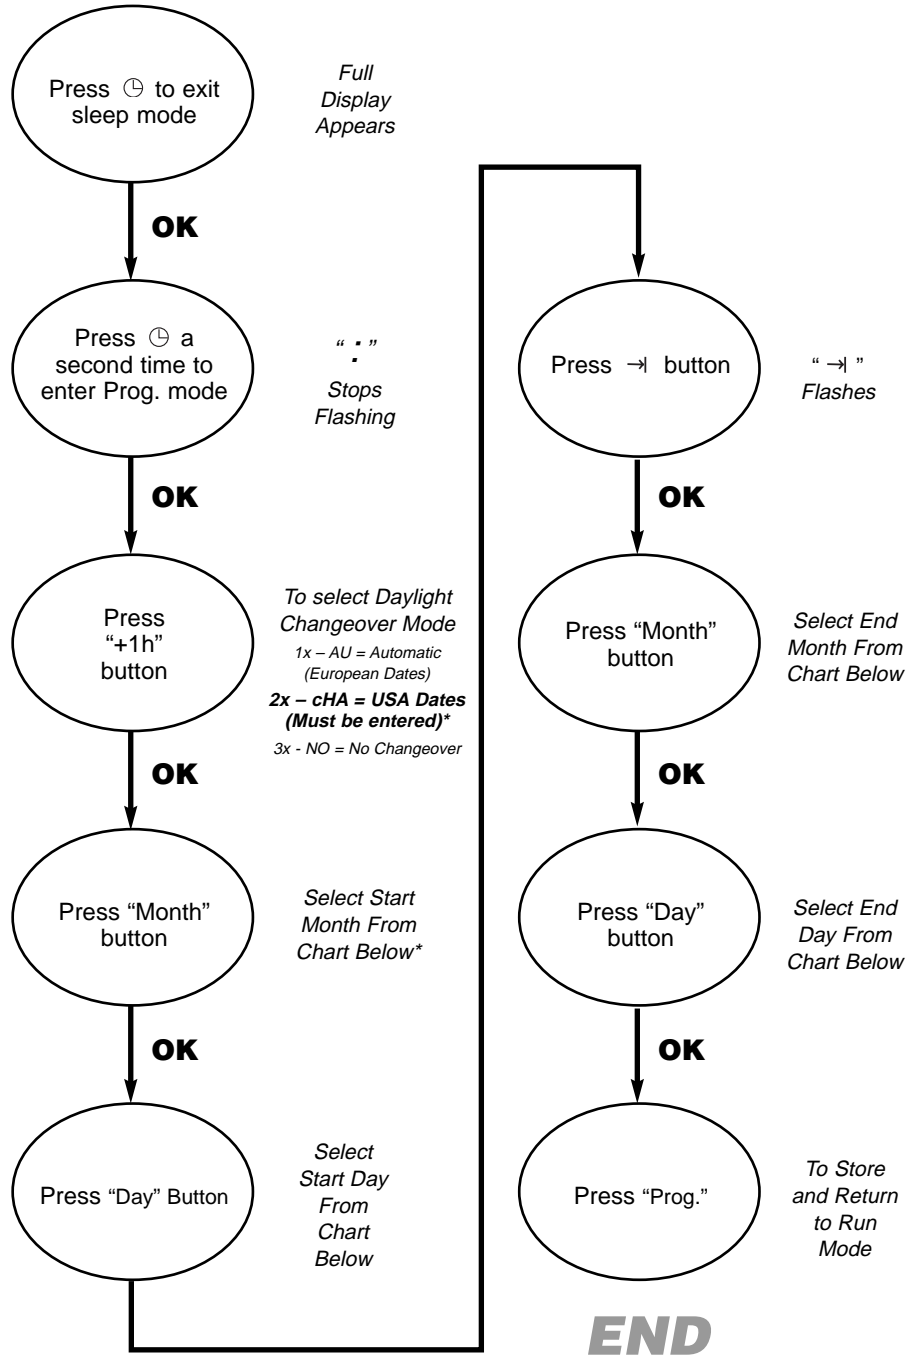 Press 🕒 to exit
sleep mode
Full
Display
Appears
OK
Press 🕒 a
second time to
enter Prog. mode
“ : ”
Stops
Flashing
OK
Press
“+1h”
button
To select Daylight
Changeover Mode
1x – AU = Automatic
(European Dates)
2x – cHA = USA Dates
(Must be entered)*
3x - NO = No Changeover
OK
Press “Month”
button
Select Start
Month From
Chart Below*
OK
Press “Day” Button
Select
Start Day
From
Chart
Below
Press →| button
“ →| ”
Flashes
OK
Press “Month”
button
Select End
Month From
Chart Below
OK
Press “Day”
button
Select End
Day From
Chart Below
OK
Press “Prog.”
To Store
and Return
to Run
Mode
END